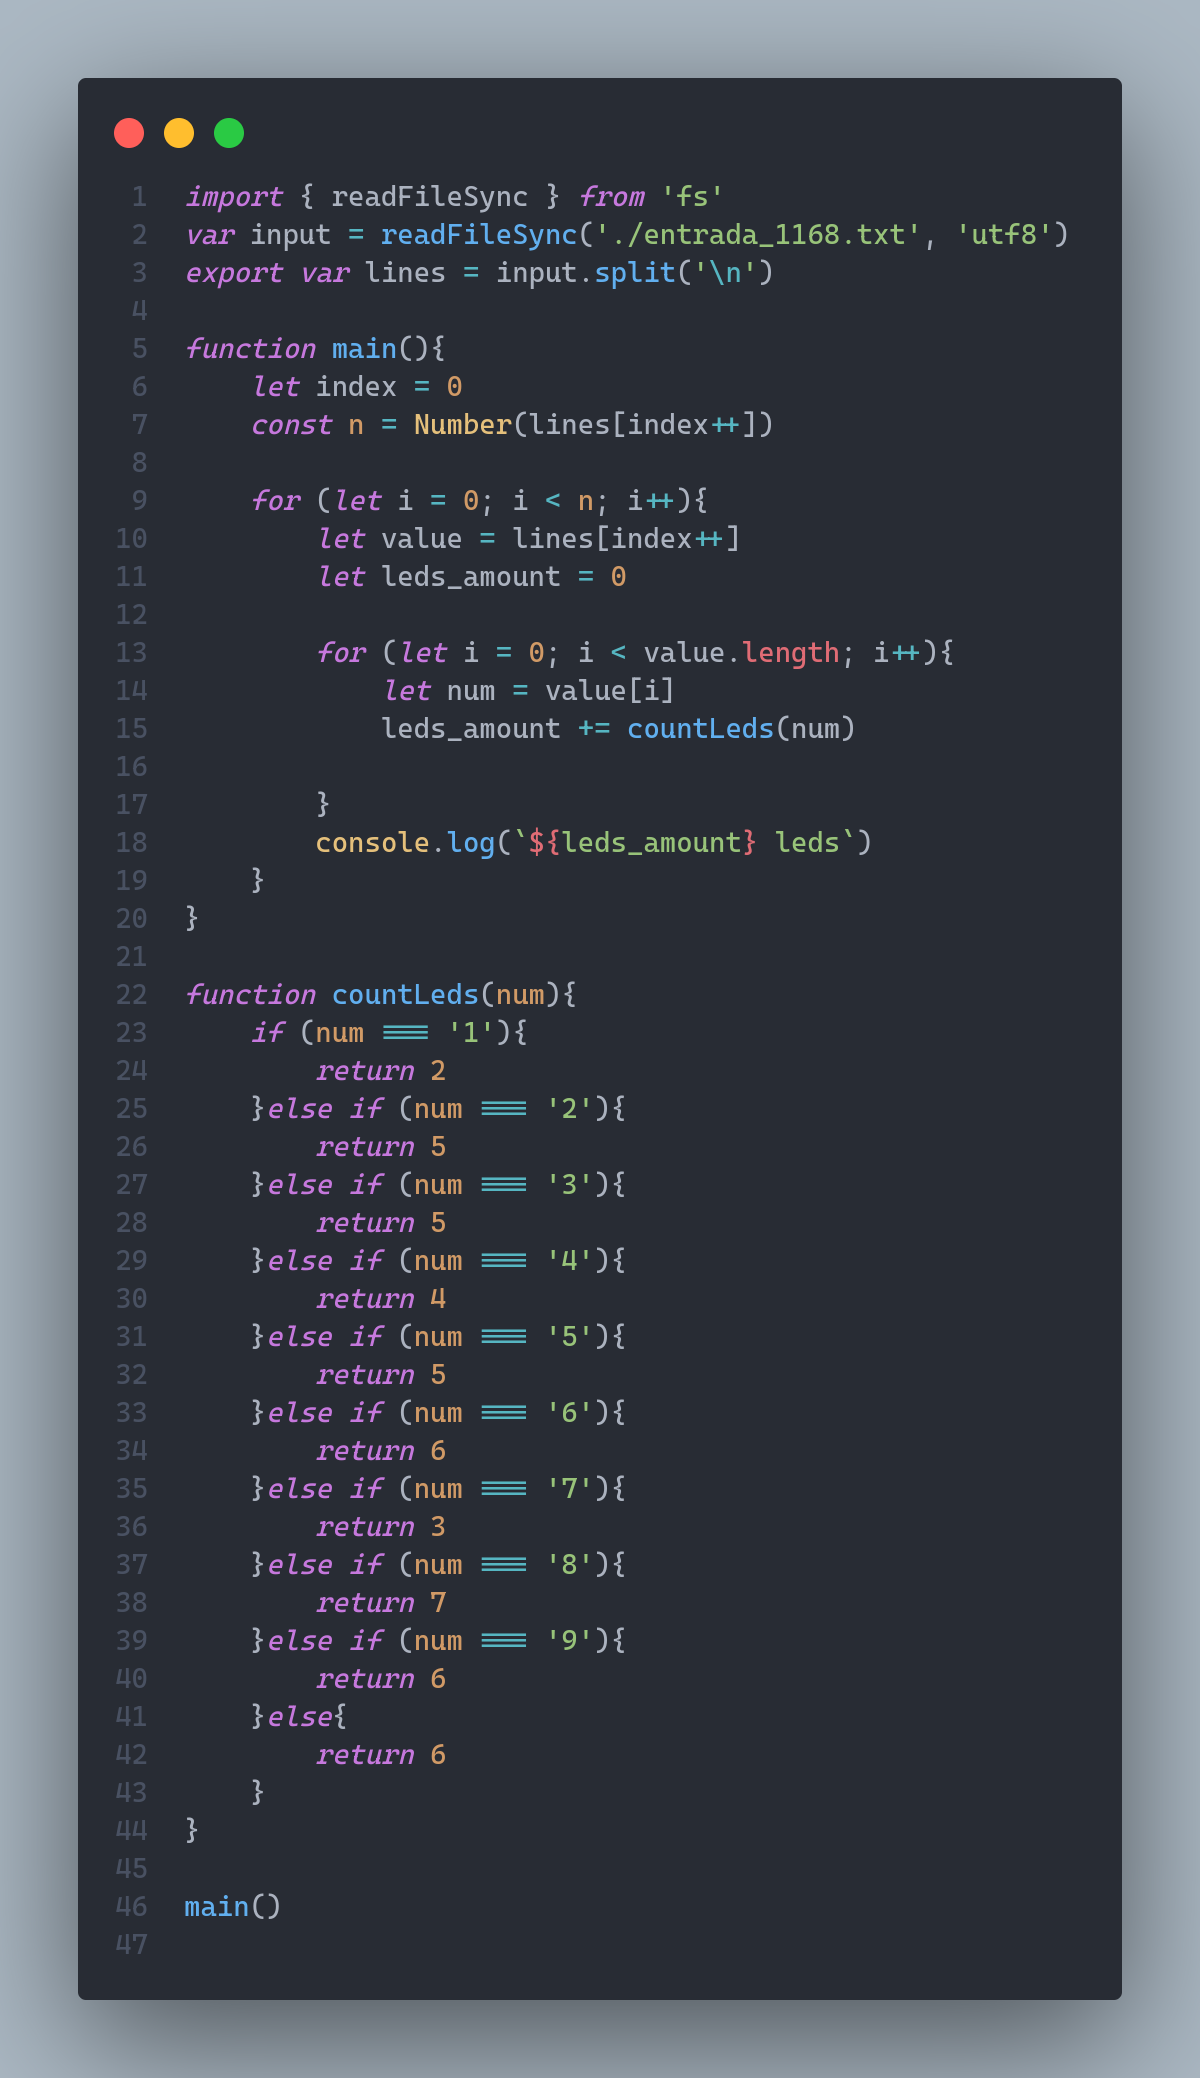 1 import { readFileSync } from 'fs'
2 var input = readFileSync('./entrada_1168.txt', 'utf8')
3 export var lines = input.split('\n')
4
5 function main(){
6     let index = 0
7     const n = Number(lines[index++])
8
9     for (let i = 0; i < n; i++){
10         let value = lines[index++]
11         let leds_amount = 0
12
13         for (let i = 0; i < value.length; i++){
14             let num = value[i]
15             leds_amount += countLeds(num)
16
17         }
18         console.log(`${leds_amount} leds`)
19     }
20 }
21
22 function countLeds(num){
23     if (num === '1'){
24         return 2
25     }else if (num === '2'){
26         return 5
27     }else if (num === '3'){
28         return 5
29     }else if (num === '4'){
30         return 4
31     }else if (num === '5'){
32         return 5
33     }else if (num === '6'){
34         return 6
35     }else if (num === '7'){
36         return 3
37     }else if (num === '8'){
38         return 7
39     }else if (num === '9'){
40         return 6
41     }else{
42         return 6
43     }
44 }
45
46 main()
47